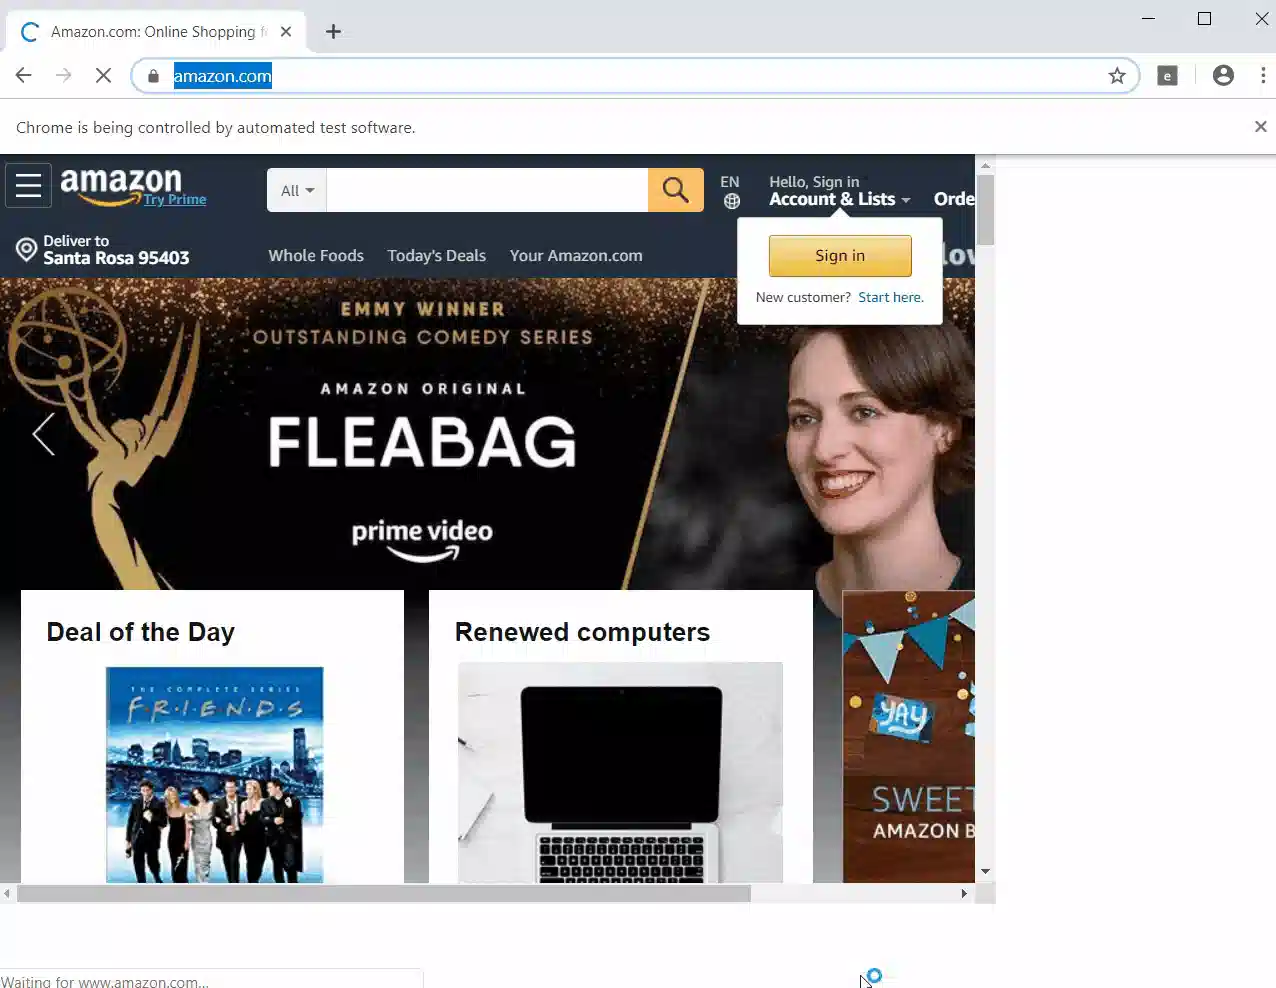 Amazon.com: Online Shopping f
amazon.com
e
Chrome is being controlled by automated test software.
amazon
Try Prime
All
EN
Hello, Sign in
Account & Lists
Orde
Deliver to
Santa Rosa 95403
Whole Foods
Today's Deals
Your Amazon.com
low
Sign in
New customer? Start here.
EMMY WINNER
OUTSTANDING COMEDY SERIES
AMAZON ORIGINAL
FLEABAG
prime video
Deal of the Day
THE COMPLETE SERIES
F·R·I·E·N·D·S
Renewed computers
YAY
SWEET
AMAZON B
Waiting for www.amazon.com...